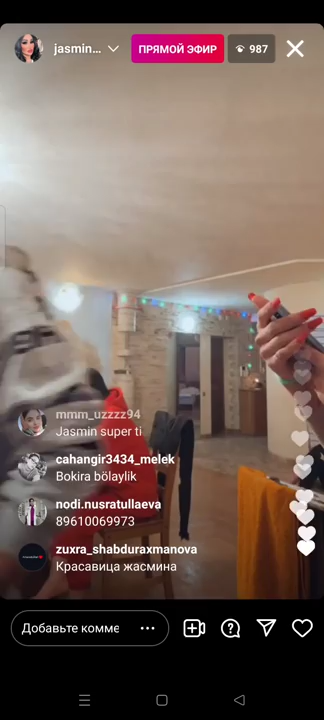 jasmin...
ПРЯМОЙ ЭФИР
987
mmm_uzzzz94
Jasmin super ti
cahangir3434_melek
Bokira bölaylik
nodi.nusratullaeva
89610069973
zuxra_shabduraxmanova
Красавица жасмина
Добавьте комме